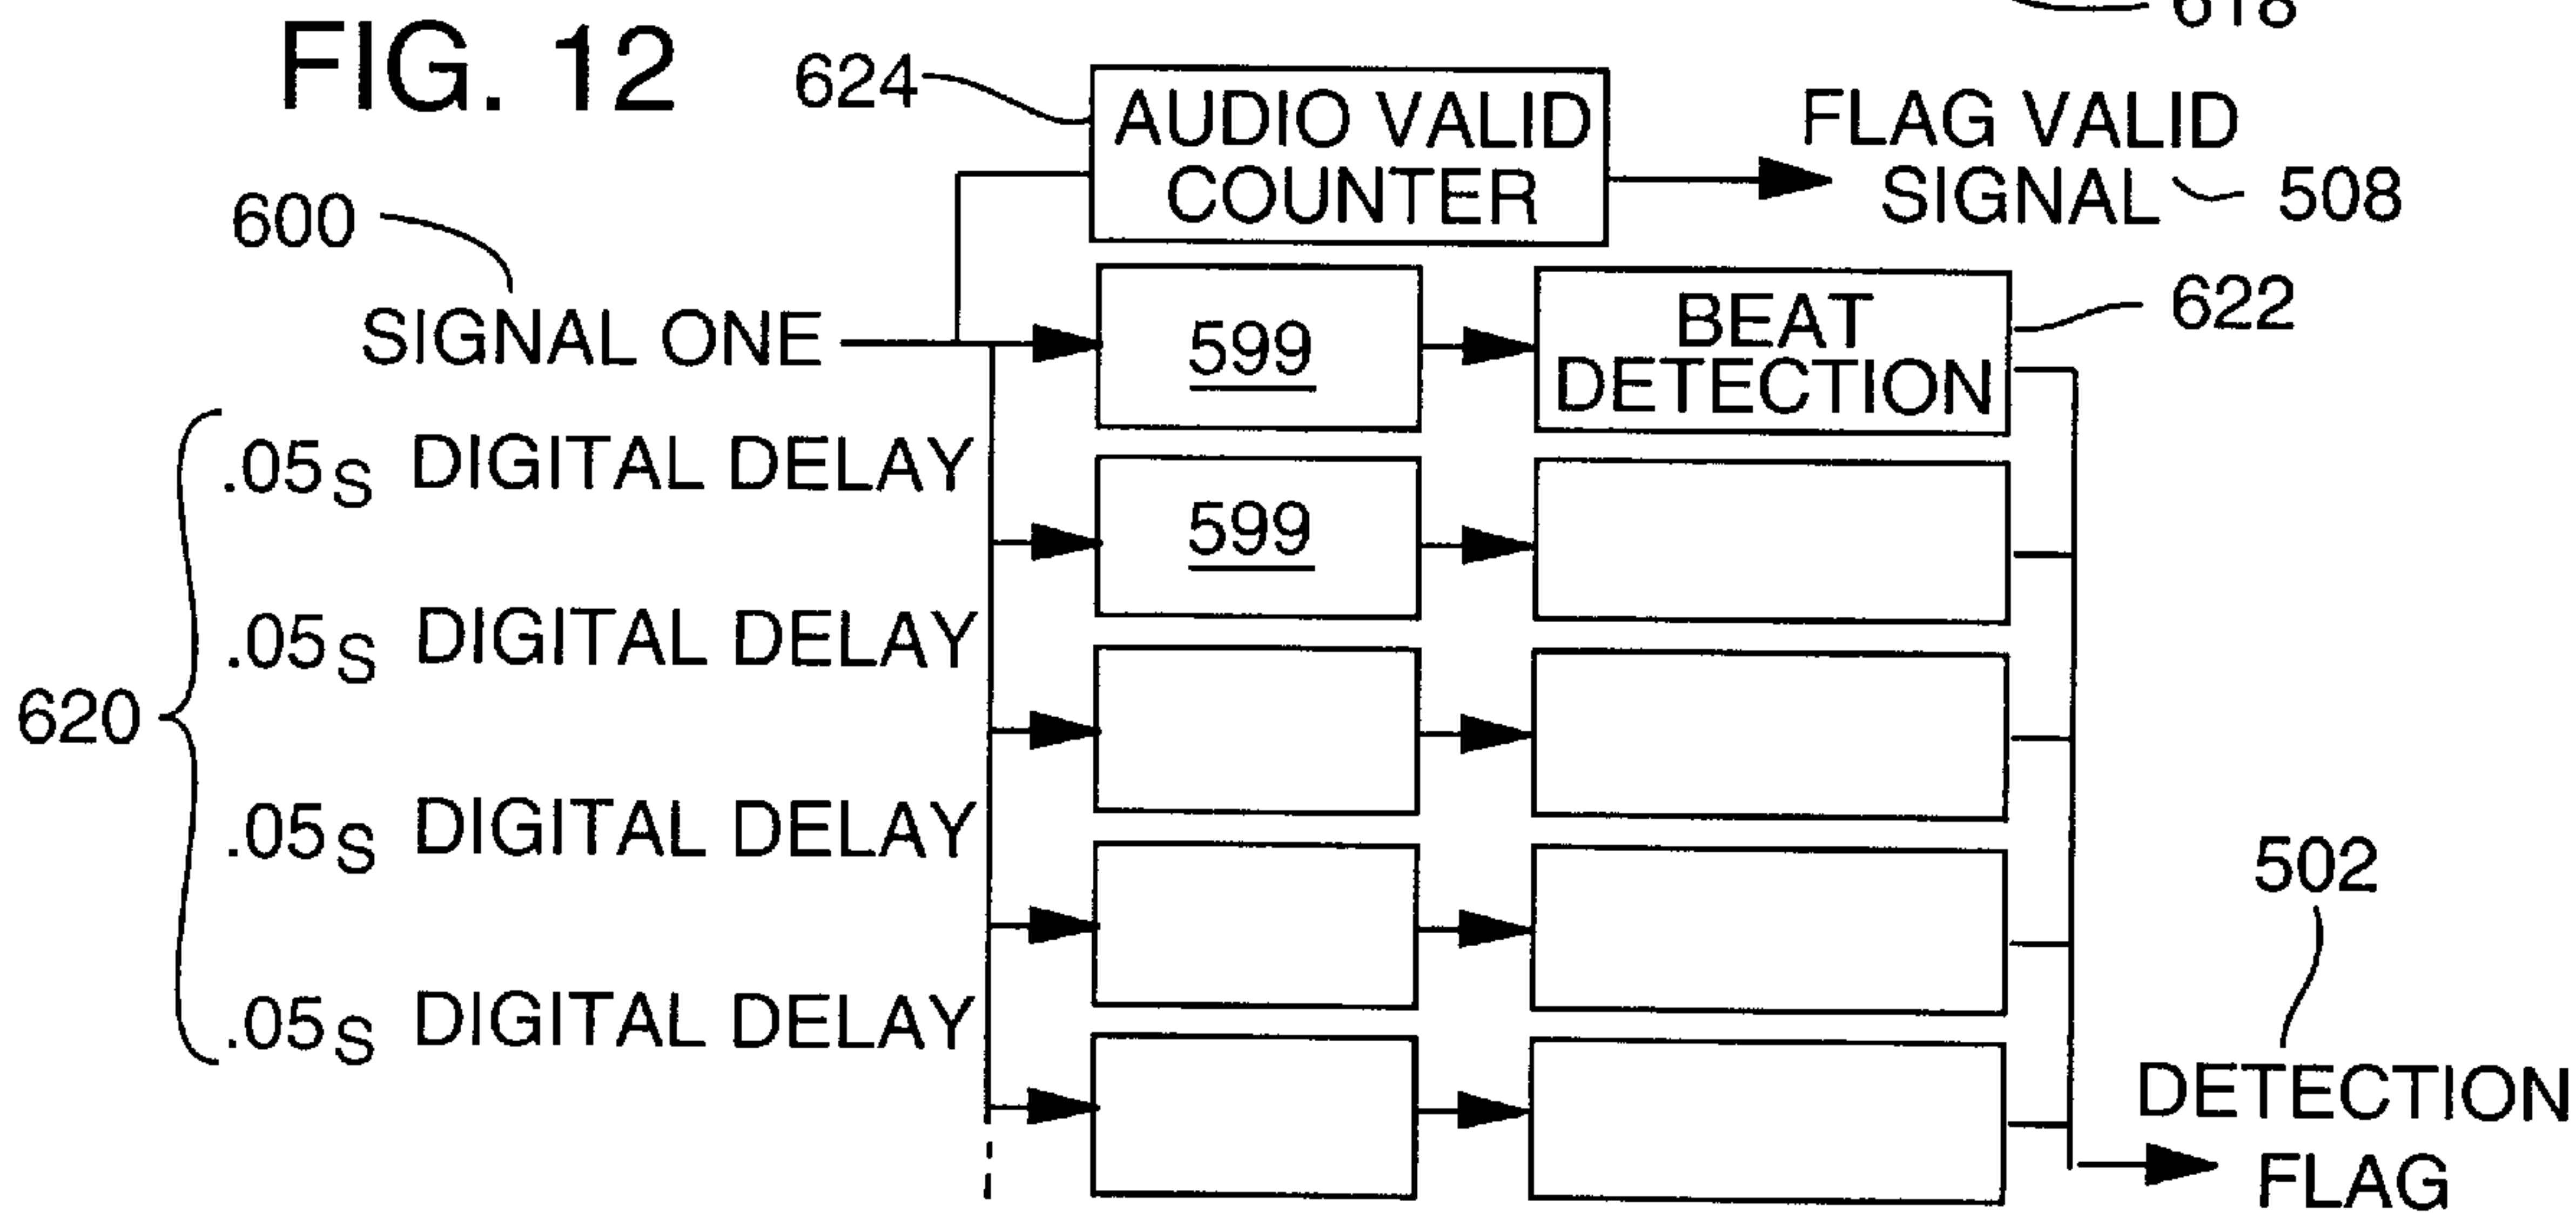 618
FIG. 12
624
AUDIO VALID
COUNTER
FLAG VALID
SIGNAL
508
600
SIGNAL ONE
599
BEAT
DETECTION
622
.05s DIGITAL DELAY
599
.05s DIGITAL DELAY
620
.05s DIGITAL DELAY
.05s DIGITAL DELAY
502
DETECTION
FLAG